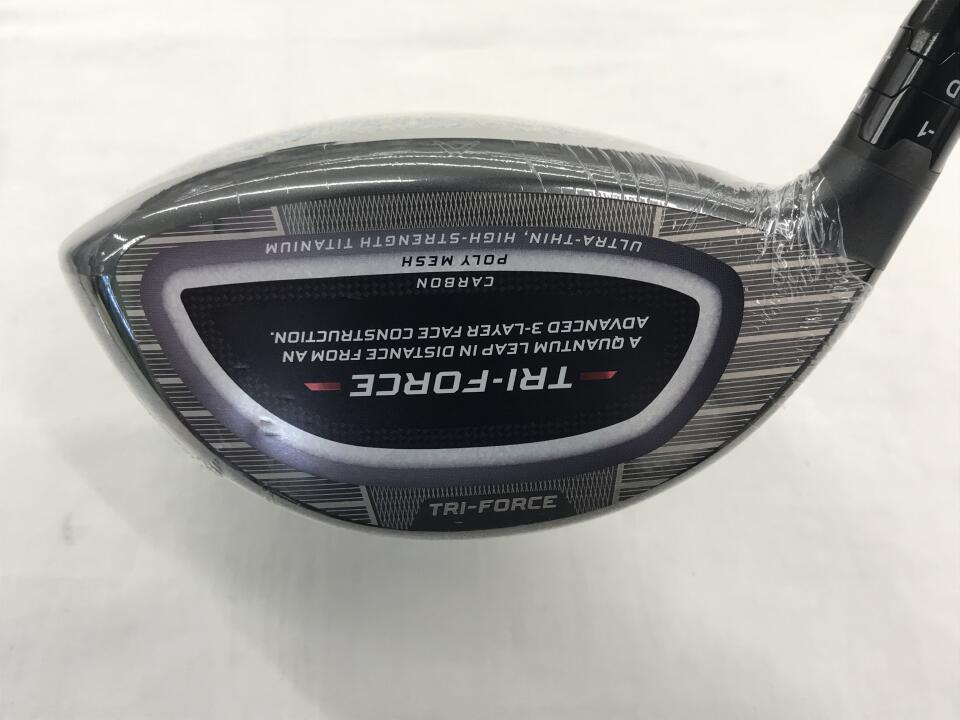 TRI-FORCE
A QUANTUM LEAP IN DISTANCE FROM AN
ADVANCED 3-LAYER FACE CONSTRUCTION.
CARBON
POLY MESH
ULTRA-THIN, HIGH-STRENGTH TITANIUM
TRI-FORCE
-1
D